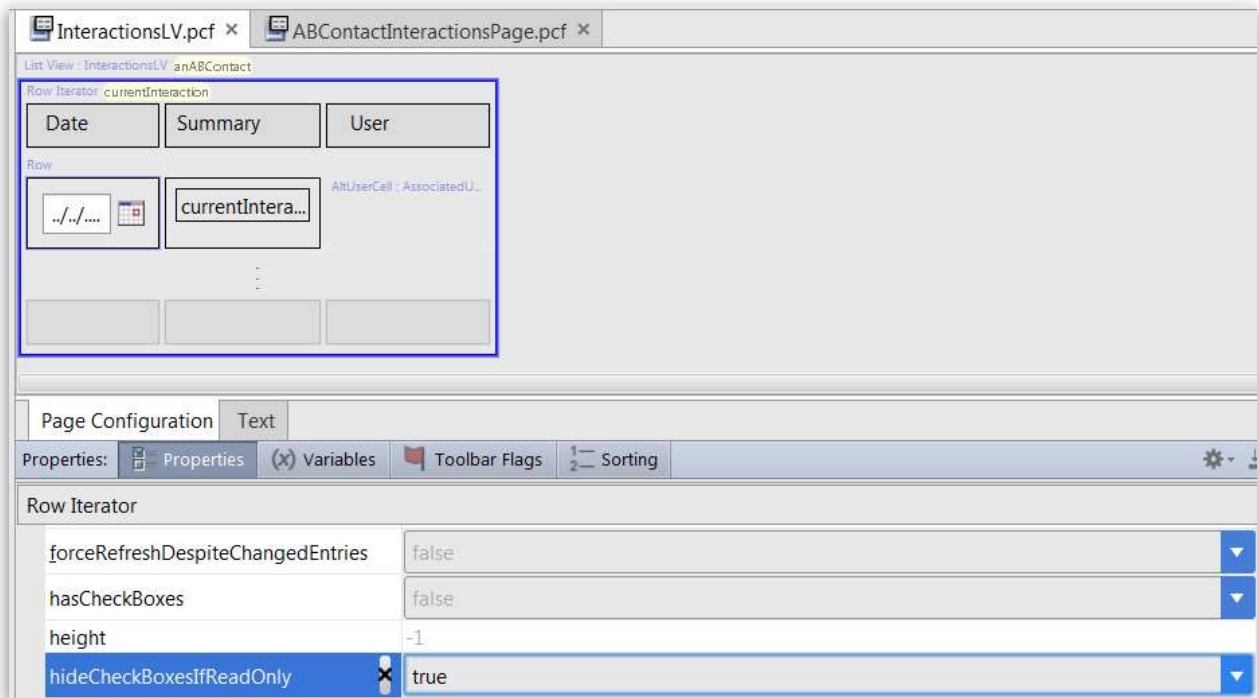 InteractionsLV.pcf × ABContactInteractionsPage.pcf ×
List View : InteractionsLV anABContact
Row Iterator currentInteraction
Date Summary User
Row
AltUserCell : AssociatedU...
../../.... currentIntera...
Page Configuration Text
Properties: Properties (x) Variables Toolbar Flags Sorting
Row Iterator
forceRefreshDespiteChangedEntries false
hasCheckBoxes false
height -1
hideCheckBoxesIfReadOnly true